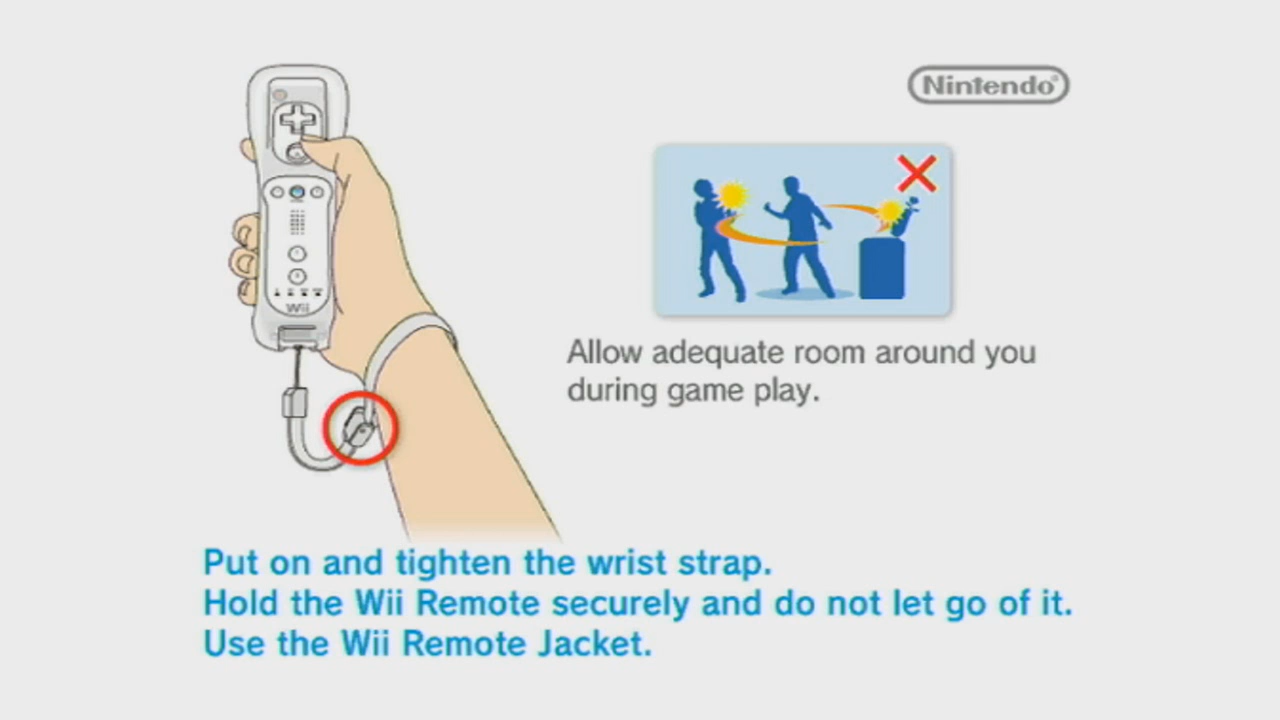 Nintendo®
Wii
Allow adequate room around you
during game play.
Put on and tighten the wrist strap.
Hold the Wii Remote securely and do not let go of it.
Use the Wii Remote Jacket.